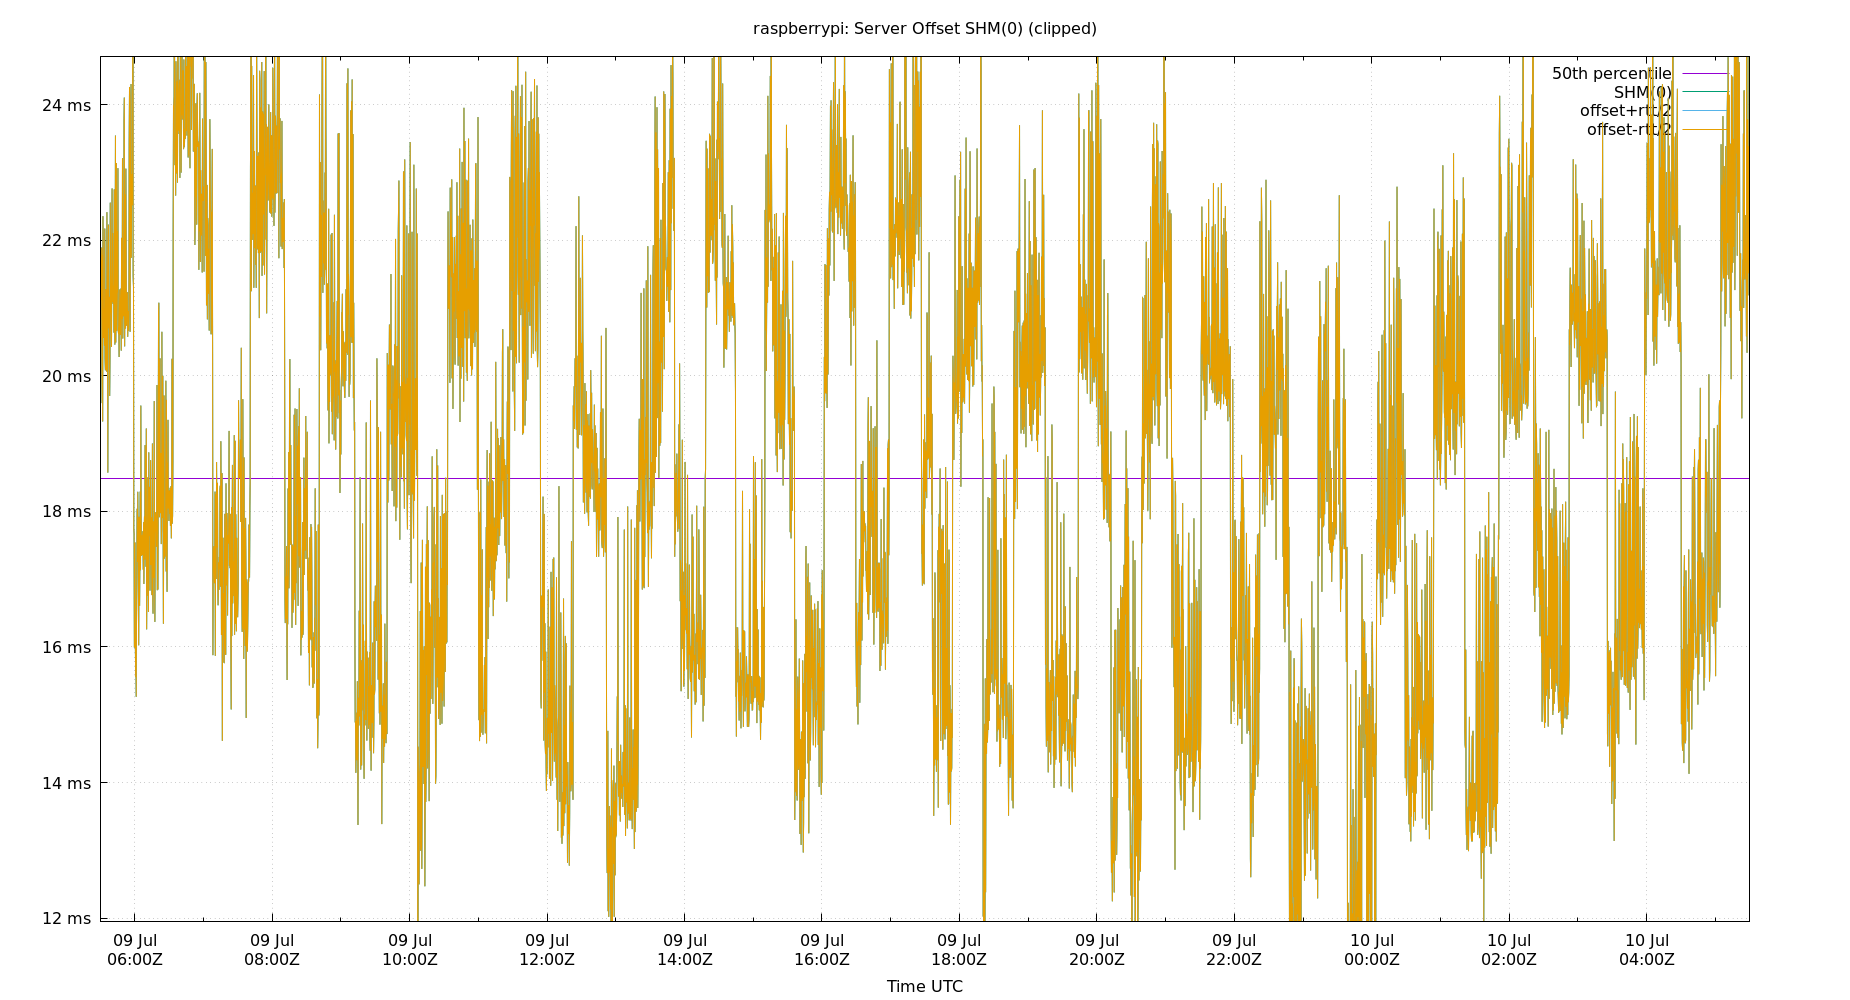 raspberrypi: Server Offset SHM(0) (clipped)
50th percentile
SHM(0)
offset+rtt/2
offset-rtt/2
24 ms
22 ms
20 ms
18 ms
16 ms
14 ms
12 ms
09 Jul 09 Jul 09 Jul 09 Jul 09 Jul 09 Jul 09 Jul 09 Jul 09 Jul 10 Jul 10 Jul 10 Jul
06:00Z 08:00Z 10:00Z 12:00Z 14:00Z 16:00Z 18:00Z 20:00Z 22:00Z 00:00Z 02:00Z 04:00Z
Time UTC